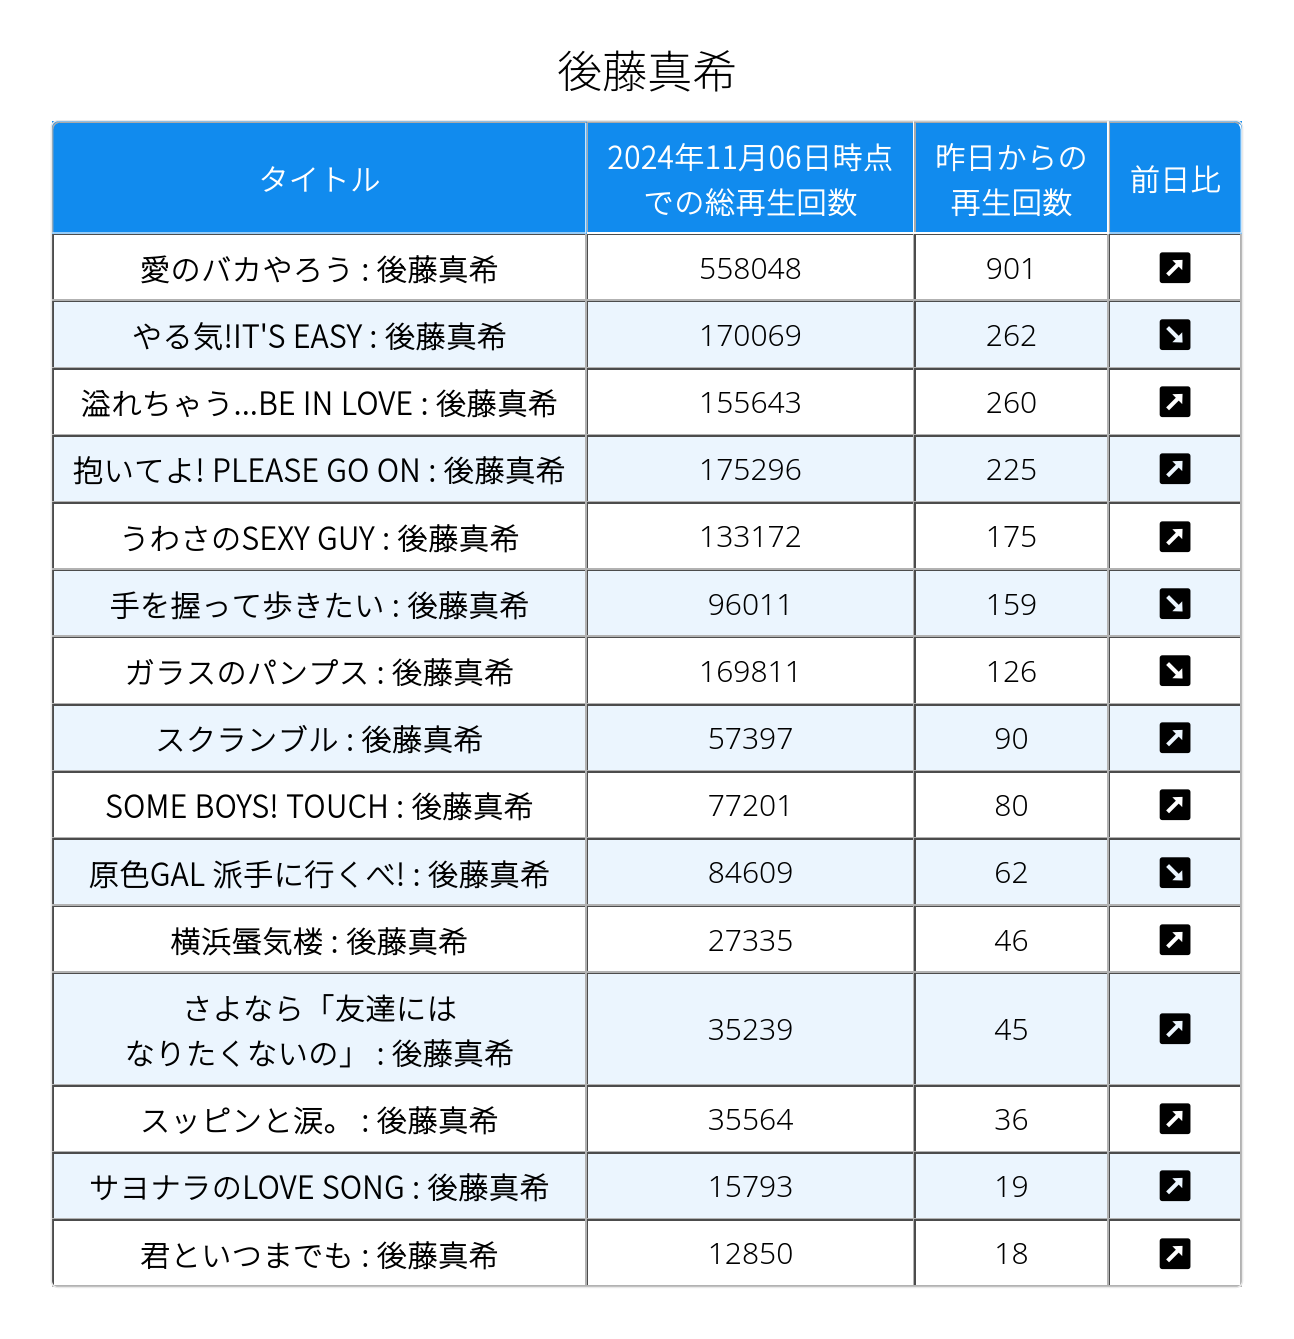 後藤真希
タイトル
2024年11月06日時点
での総再生回数
昨日からの
再生回数
前日比
愛のバカやろう : 後藤真希 558048 901 ↗
やる気!IT'S EASY : 後藤真希 170069 262 ↘
溢れちゃう...BE IN LOVE : 後藤真希 155643 260 ↗
抱いてよ! PLEASE GO ON : 後藤真希 175296 225 ↗
うわさのSEXY GUY : 後藤真希 133172 175 ↗
手を握って歩きたい : 後藤真希 96011 159 ↘
ガラスのパンプス : 後藤真希 169811 126 ↘
スクランブル : 後藤真希 57397 90 ↗
SOME BOYS! TOUCH : 後藤真希 77201 80 ↗
原色GAL 派手に行くべ! : 後藤真希 84609 62 ↘
横浜蜃気楼 : 後藤真希 27335 46 ↗
さよなら「友達には
なりたくないの」 : 後藤真希 35239 45 ↗
スッピンと涙。 : 後藤真希 35564 36 ↗
サヨナラのLOVE SONG : 後藤真希 15793 19 ↗
君といつまでも : 後藤真希 12850 18 ↗